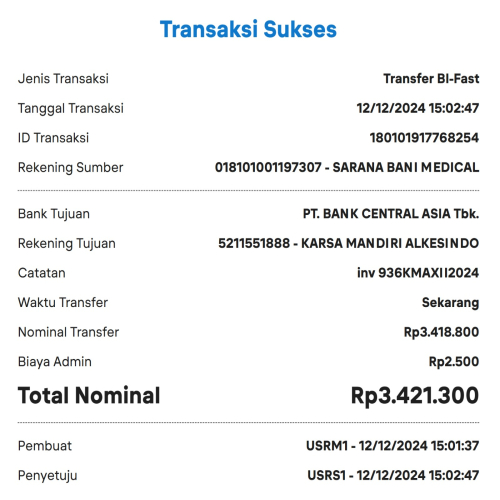 Transaksi Sukses
Jenis Transaksi Transfer BI-Fast
Tanggal Transaksi 12/12/2024 15:02:47
ID Transaksi 180101917768254
Rekening Sumber 018101001197307 - SARANA BANI MEDICAL
Bank Tujuan PT. BANK CENTRAL ASIA Tbk.
Rekening Tujuan 5211551888 - KARSA MANDIRI ALKESINDO
Catatan inv 936KMAXII2024
Waktu Transfer Sekarang
Nominal Transfer Rp3.418.800
Biaya Admin Rp2.500
Total Nominal Rp3.421.300
Pembuat USRM1 - 12/12/2024 15:01:37
Penyetuju USRS1 - 12/12/2024 15:02:47